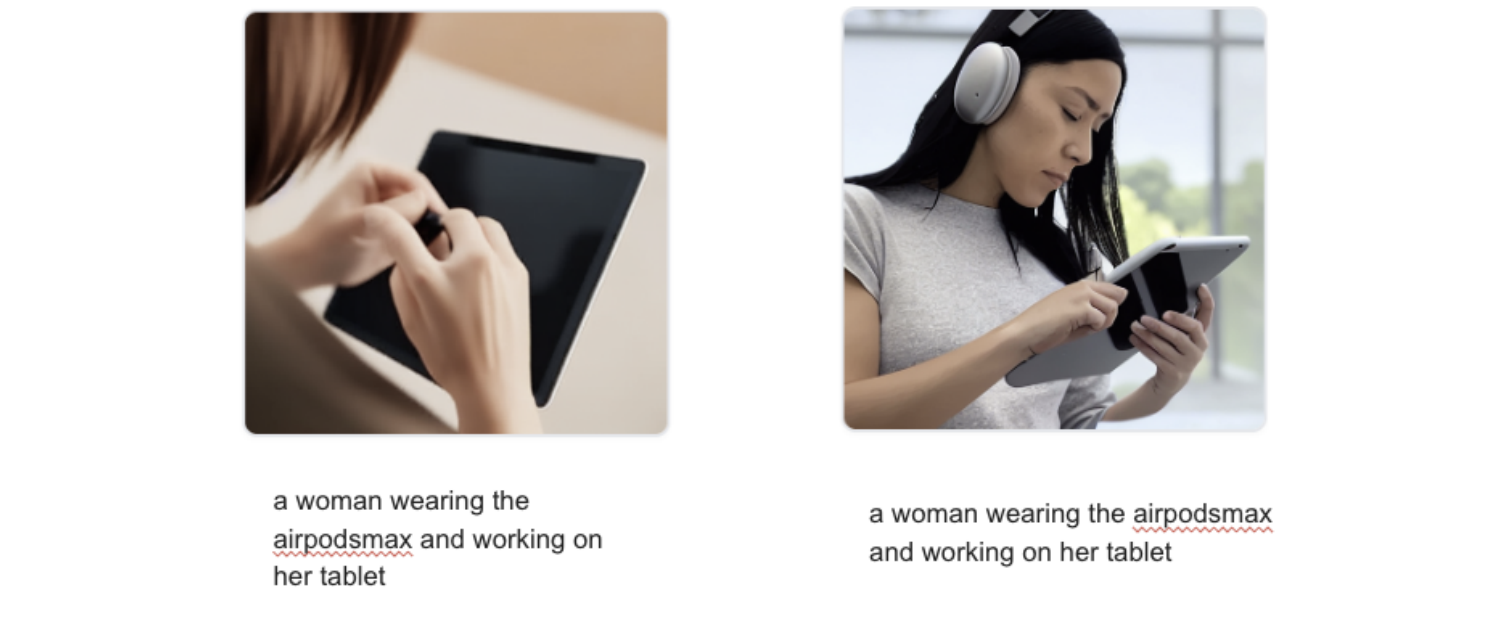 a woman wearing the
airpodsmax and working on
her tablet
a woman wearing the airpodsmax
and working on her tablet